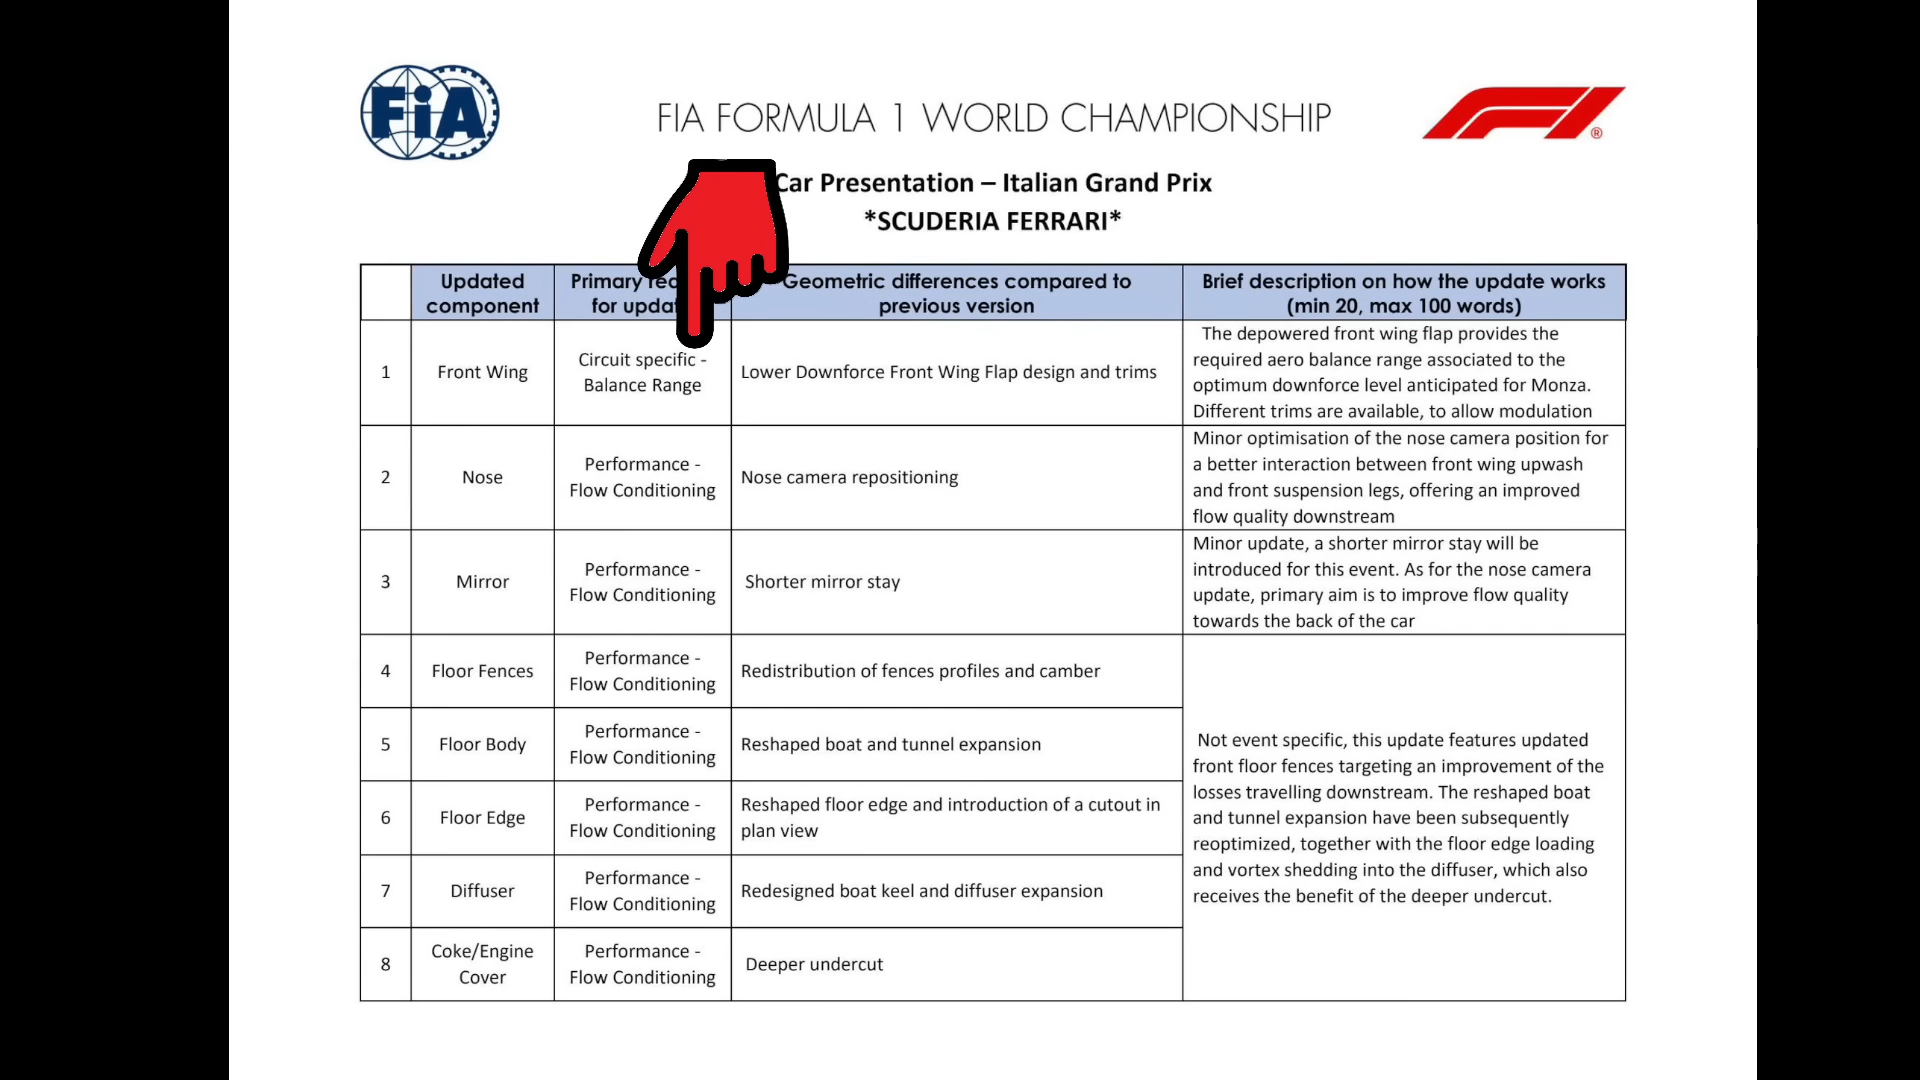 FiA
FIA FORMULA 1 WORLD CHAMPIONSHIP
F1®
Car Presentation – Italian Grand Prix
*SCUDERIA FERRARI*
Updated
component
Primary
for
Geometric differences compared to
previous version
Brief description on how the update works
(min 20, max 100 words)
1
Front Wing
Circuit specific -
Balance Range
Lower Downforce Front Wing Flap design and trims
The depowered front wing flap provides the
required aero balance range associated to the
optimum downforce level anticipated for Monza.
Different trims are available, to allow modulation
2
Nose
Performance -
Flow Conditioning
Nose camera repositioning
Minor optimisation of the nose camera position for
a better interaction between front wing upwash
and front suspension legs, offering an improved
flow quality downstream
3
Mirror
Performance -
Flow Conditioning
Shorter mirror stay
Minor update, a shorter mirror stay will be
introduced for this event. As for the nose camera
update, primary aim is to improve flow quality
towards the back of the car
4
Floor Fences
Performance -
Flow Conditioning
Redistribution of fences profiles and camber
5
Floor Body
Performance -
Flow Conditioning
Reshaped boat and tunnel expansion
6
Floor Edge
Performance -
Flow Conditioning
Reshaped floor edge and introduction of a cutout in
plan view
7
Diffuser
Performance -
Flow Conditioning
Redesigned boat keel and diffuser expansion
8
Coke/Engine
Cover
Performance -
Flow Conditioning
Deeper undercut
Not event specific, this update features updated
front floor fences targeting an improvement of the
losses travelling downstream. The reshaped boat
and tunnel expansion have been subsequently
reoptimized, together with the floor edge loading
and vortex shedding into the diffuser, which also
receives the benefit of the deeper undercut.